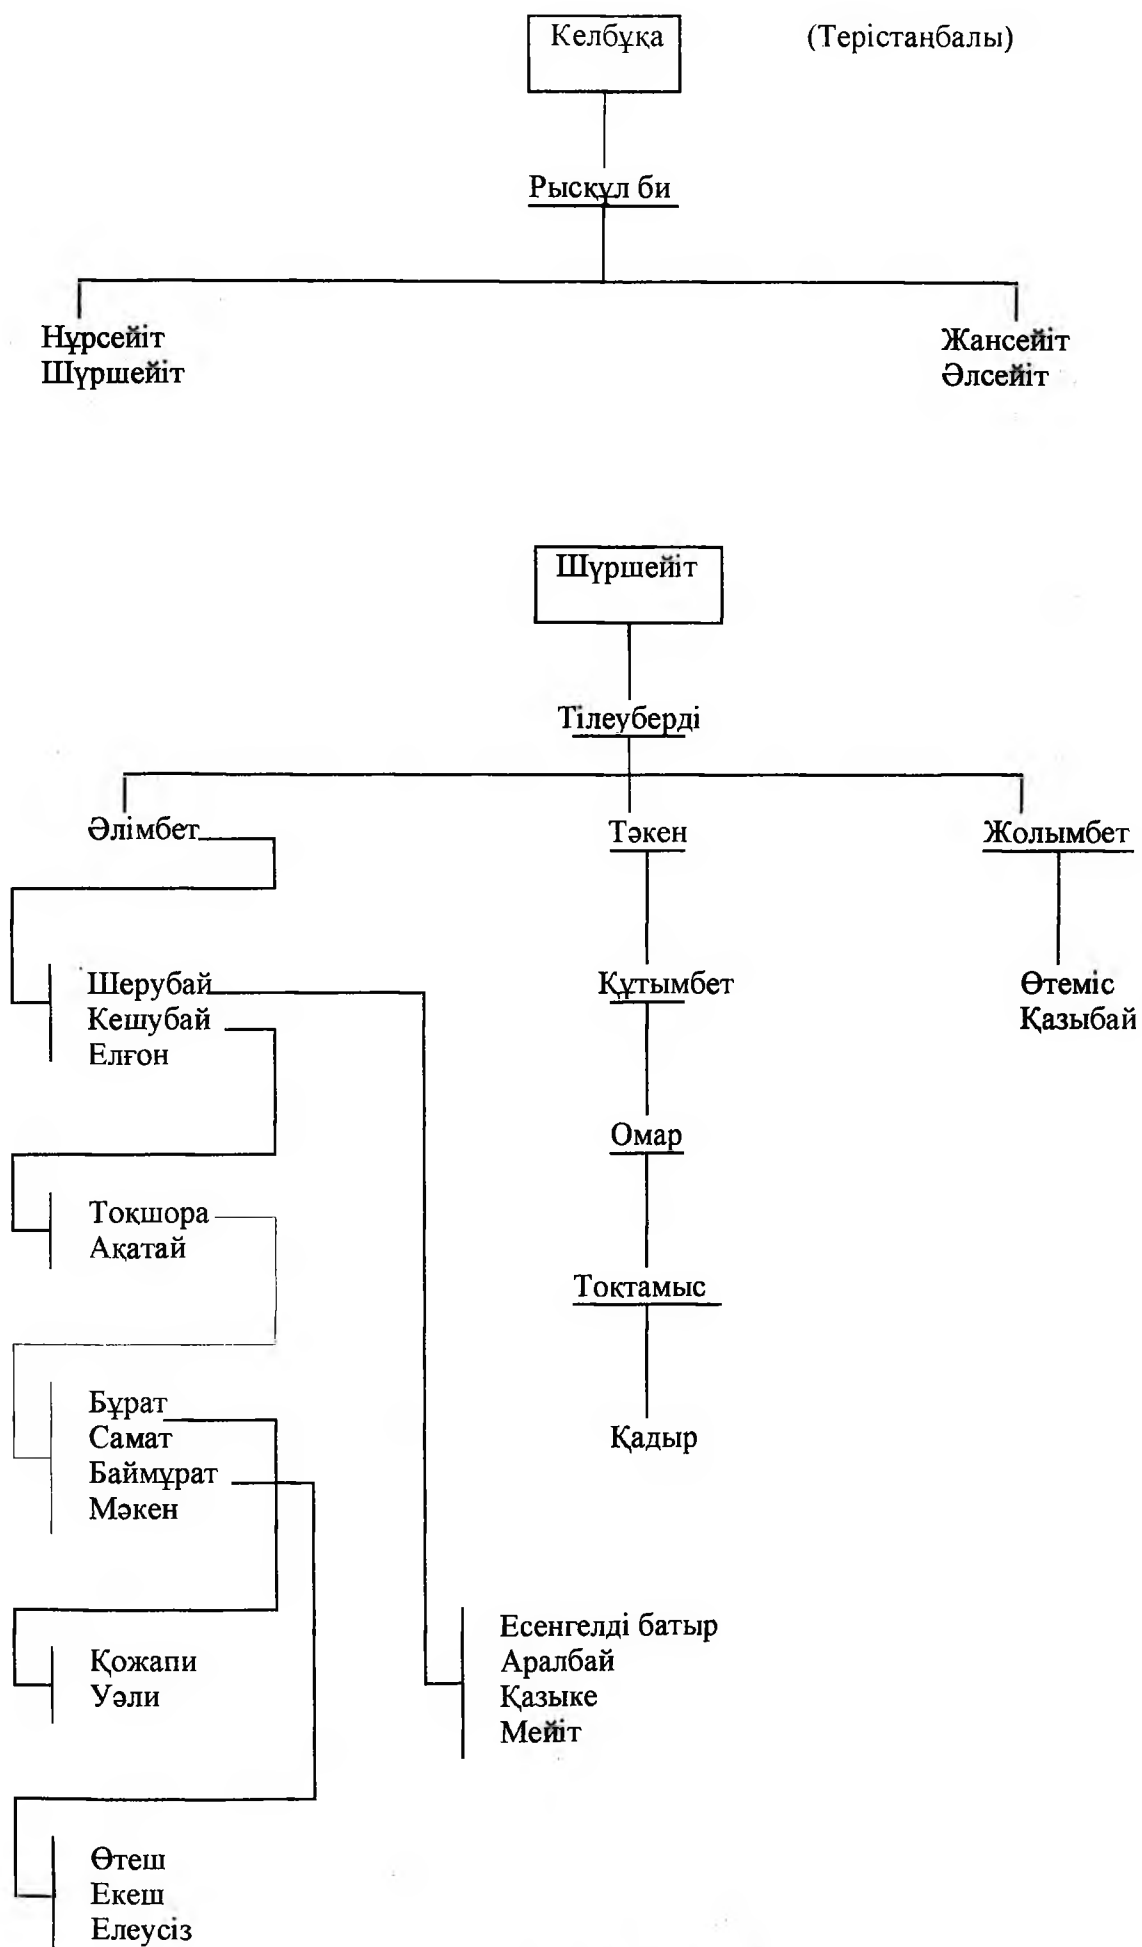 Келбұқа (Терістаңбалы)
Рысқұл би
Нұрсейіт Жансейіт
Шүршейіт Әлсейіт
Шүршейіт
Тілеуберді
Әлімбет Тәкен Жолымбет
Шерубай Құтымбет Өтеміс
Кешубай Қазыбай
Елғон
Омар
Тоқшора
Ақатай
Токтамыс
Бұрат
Самат Қадыр
Баймұрат
Мәкен
Есенгелді батыр
Қожапи Аралбай
Уәли Қазыке
Мейіт
Өтеш
Екеш
Елеусіз